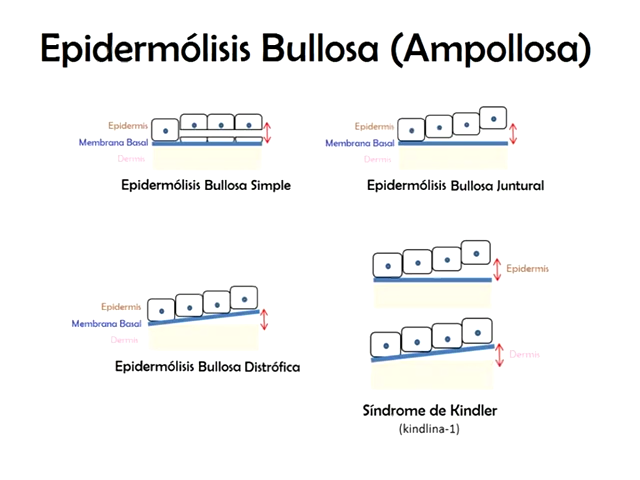 Epidermólisis Bullosa (Ampollosa)
Epidermis
Membrana Basal
Dermis
Epidermólisis Bullosa Simple
Epidermis
Membrana Basal
Dermis
Epidermólisis Bullosa Juntural
Epidermis
Membrana Basal
Dermis
Epidermólisis Bullosa Distrófica
Epidermis
Dermis
Síndrome de Kindler
(kindlina-1)